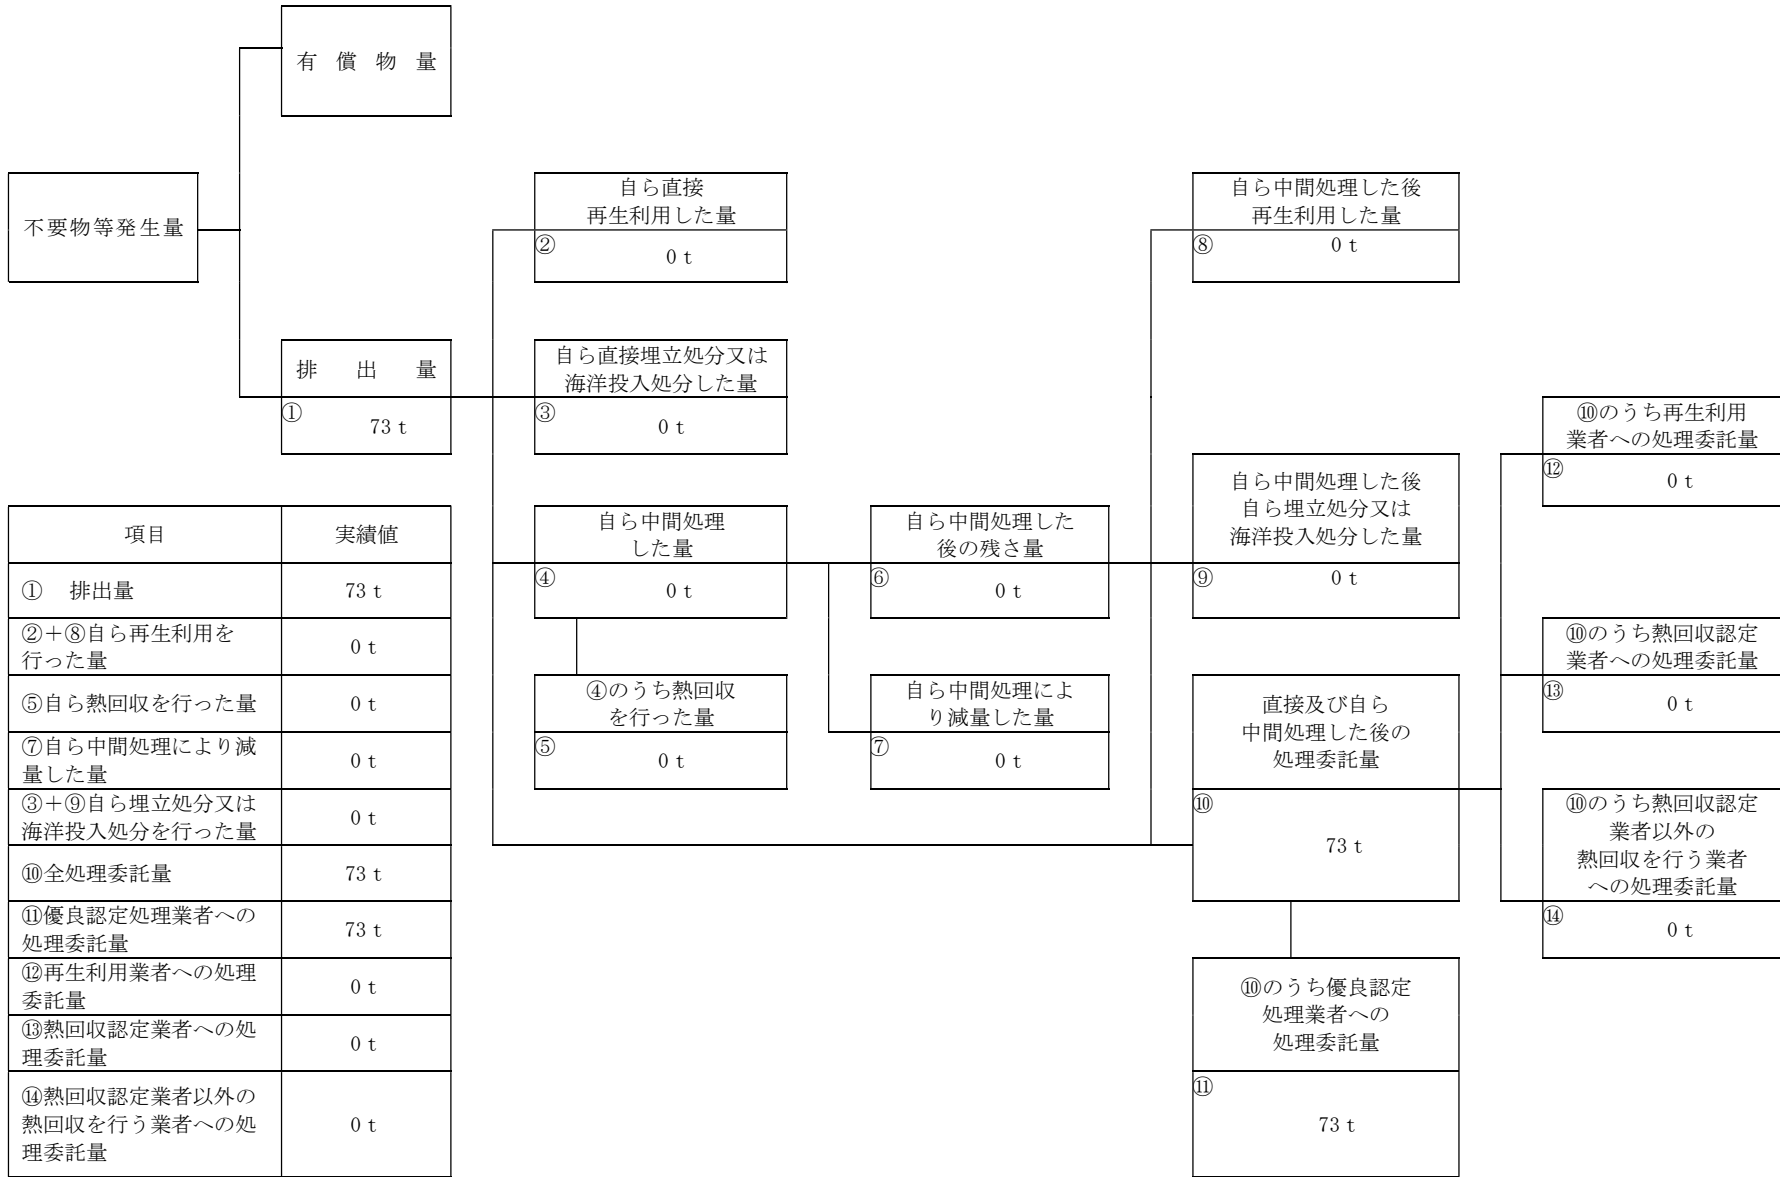 有償物量
不要物等発生量
自ら直接
再生利用した量
②
0 t
自ら中間処理した後
再生利用した量
⑧
0 t
排出量
①
73 t
自ら直接埋立処分又は
海洋投入処分した量
③
0 t
⑩のうち再生利用
業者への処理委託量
⑫
0 t
自ら中間処理
した量
④
0 t
自ら中間処理した
後の残さ量
⑥
0 t
自ら中間処理した後
自ら埋立処分又は
海洋投入処分した量
⑨
0 t
⑩のうち熱回収認定
業者への処理委託量
⑬
0 t
④のうち熱回収
を行った量
⑤
0 t
自ら中間処理によ
り減量した量
⑦
0 t
直接及び自ら
中間処理した後の
処理委託量
⑩
73 t
⑩のうち熱回収認定
業者以外の
熱回収を行う業者
への処理委託量
⑭
0 t
⑩のうち優良認定
処理業者への
処理委託量
⑪
73 t
項目 実績値
① 排出量 73 t
②+⑧自ら再生利用を
行った量
0 t
⑤自ら熱回収を行った量 0 t
⑦自ら中間処理により減
量した量
0 t
③+⑨自ら埋立処分又は
海洋投入処分を行った量
0 t
⑩全処理委託量 73 t
⑪優良認定処理業者への
処理委託量
73 t
⑫再生利用業者への処理
委託量
0 t
⑬熱回収認定業者への処
理委託量
0 t
⑭熱回収認定業者以外の
熱回収を行う業者への処
理委託量
0 t